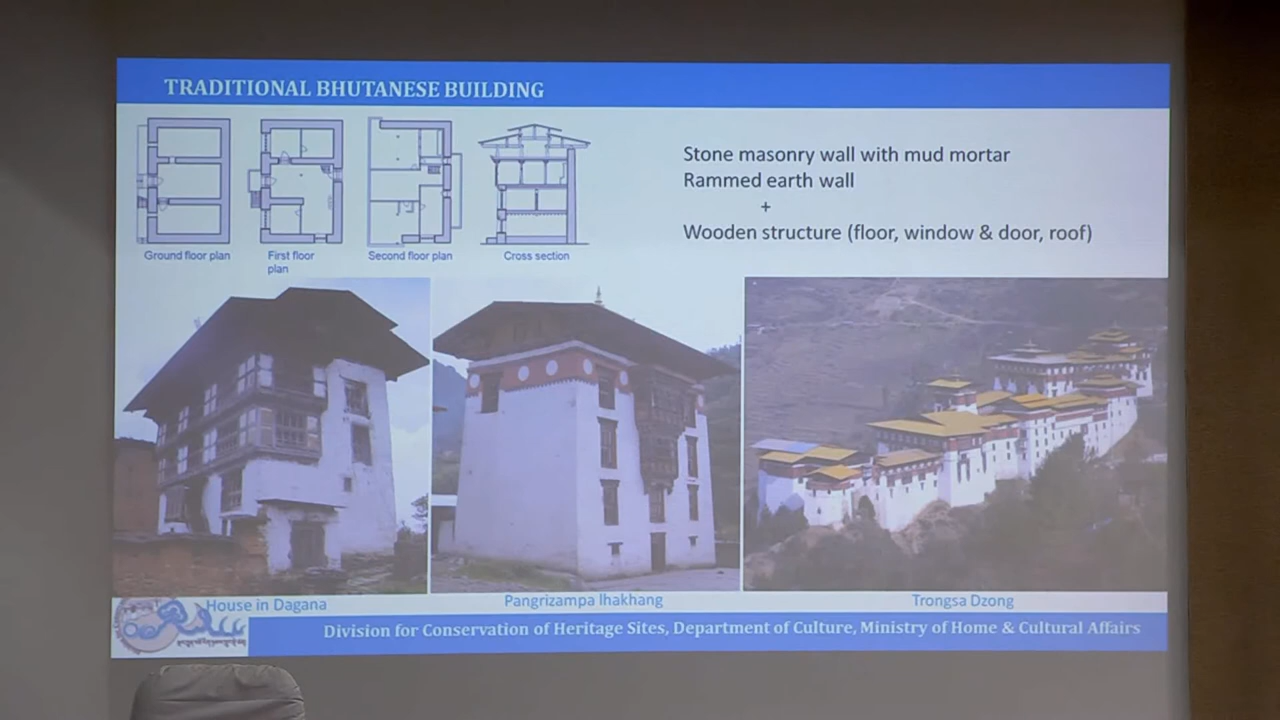 TRADITIONAL BHUTANESE BUILDING
Stone masonry wall with mud mortar
Rammed earth wall
+
Wooden structure (floor, window & door, roof)
Ground floor plan
First floor
plan
Second floor plan
Cross section
House in Dagana
Pangrizampa lhakhang
Trongsa Dzong
Division for Conservation of Heritage Sites, Department of Culture, Ministry of Home & Cultural Affairs